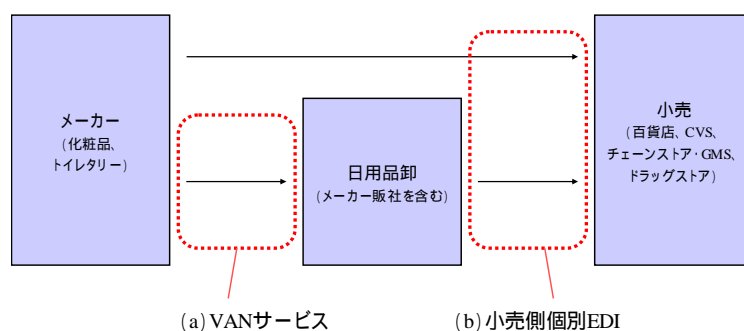 メーカー
(化粧品、
トイレタリー)
日用品卸
(メーカー販社を含む)
小売
(百貨店、CVS、
チェーンストア・GMS、
ドラッグストア)
(a)VANサービス
(b)小売側個別EDI